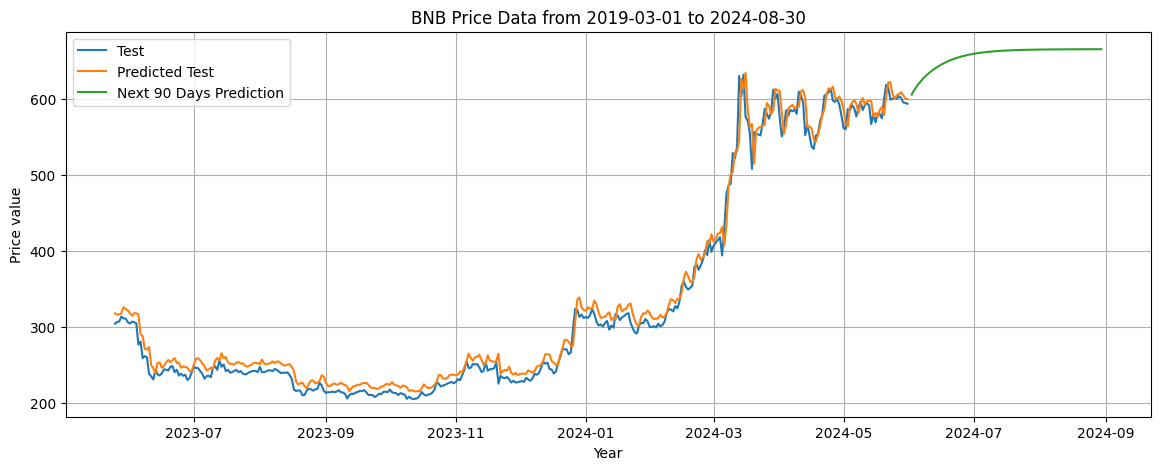 BNB Price Data from 2019-03-01 to 2024-08-30
Test
Predicted Test
Next 90 Days Prediction
Price value
600
500
400
300
200
2023-07
2023-09
2023-11
2024-01
2024-03
2024-05
2024-07
2024-09
Year